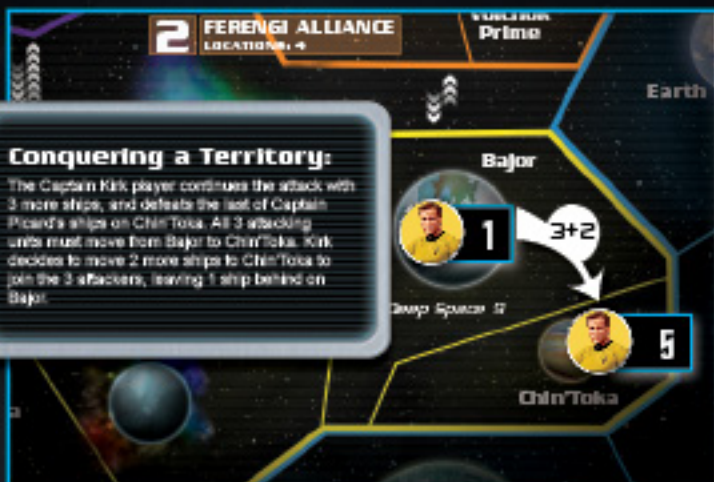 2 FERENGI ALLIANCE
LOCATIONS: 4
Prime
Earth
Conquering a Territory:
The Captain Kirk player continues the attack with
3 more ships, and defeats the last of Captain
Picard's ships on Chin'Toka. All 3 attacking
units must move from Bajor to Chin'Toka. Kirk
decides to move 2 more ships to Chin'Toka to
join the 3 attackers, leaving 1 ship behind on
Bajor.
Bajor
1
3+2
Deep Space 9
5
Chin'Toka